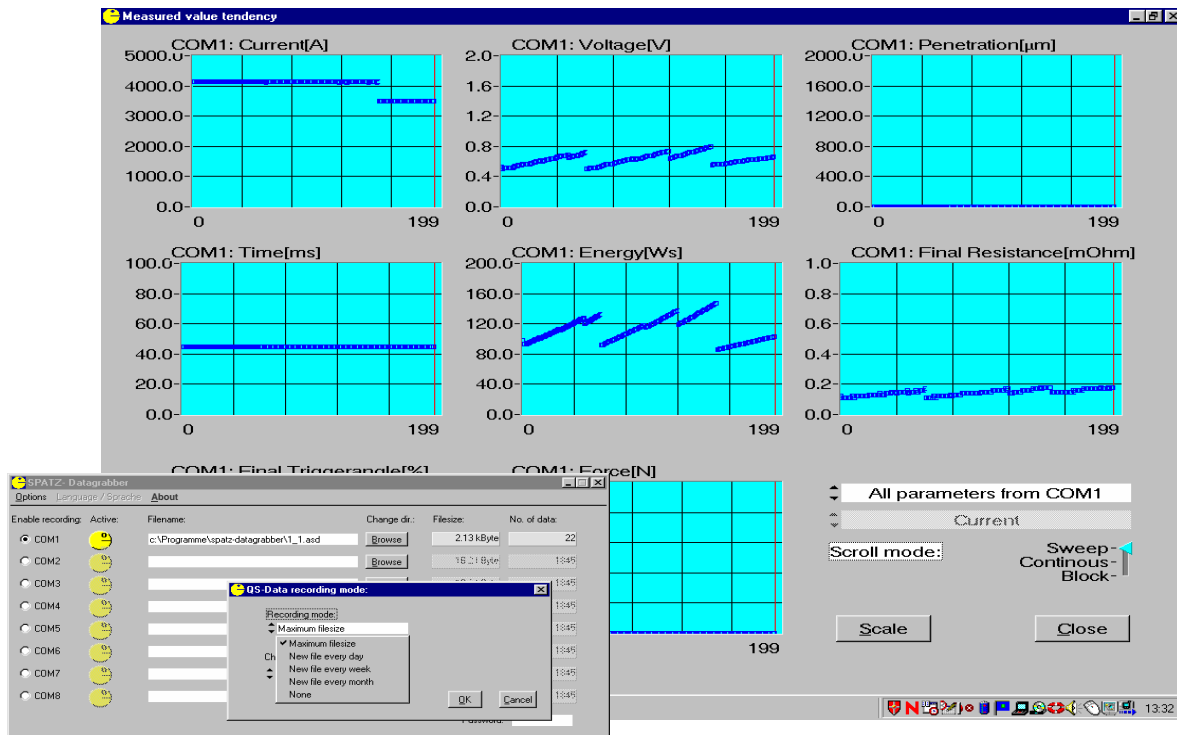 Measured value tendency
COM1: Current[A]
5000.0
4000.0
3000.0
2000.0
1000.0
0.0
0
199
COM1: Voltage[V]
2.0
1.6
1.2
0.8
0.4
0.0
0
199
COM1: Penetration[µm]
2000.0
1600.0
1200.0
800.0
400.0
0.0
0
199
COM1: Time[ms]
100.0
80.0
60.0
40.0
20.0
0.0
0
199
COM1: Energy[Ws]
200.0
160.0
120.0
80.0
40.0
0.0
0
199
COM1: Final Resistance[mOhm]
1.0
0.8
0.6
0.4
0.2
0.0
0
199
COM1: Final Triggerangle[%]
COM1: Force[N]
199
All parameters from COM1
Current
Scroll mode:
Sweep
Continous
Block
Scale
Close
13:32
SPATZ- Datagrabber
Options Language / Sprache About
Enable recording: Active: Filename: Change dir.: Filesize: No. of data:
COM1 c:\Programme\spatz-datagrabber\1_1.asd Browse 2.13 kByte 22
COM2 Browse 1845
COM3 1845
COM4 1845
COM5 1845
COM6 1845
COM7 1845
COM8 1845
Password:
QS-Data recording mode:
Recording mode:
Maximum filesize
Maximum filesize
New file every day
New file every week
New file every month
None
Ch
OK
Cancel